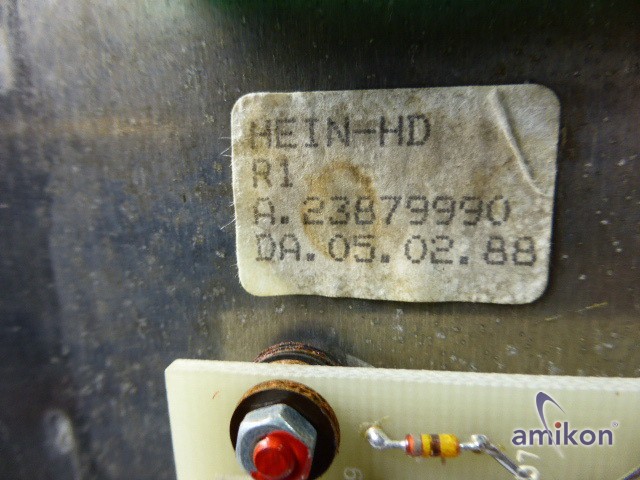 HEIN-HD
R1
A.23879990
DA.05.02.88
amikon®